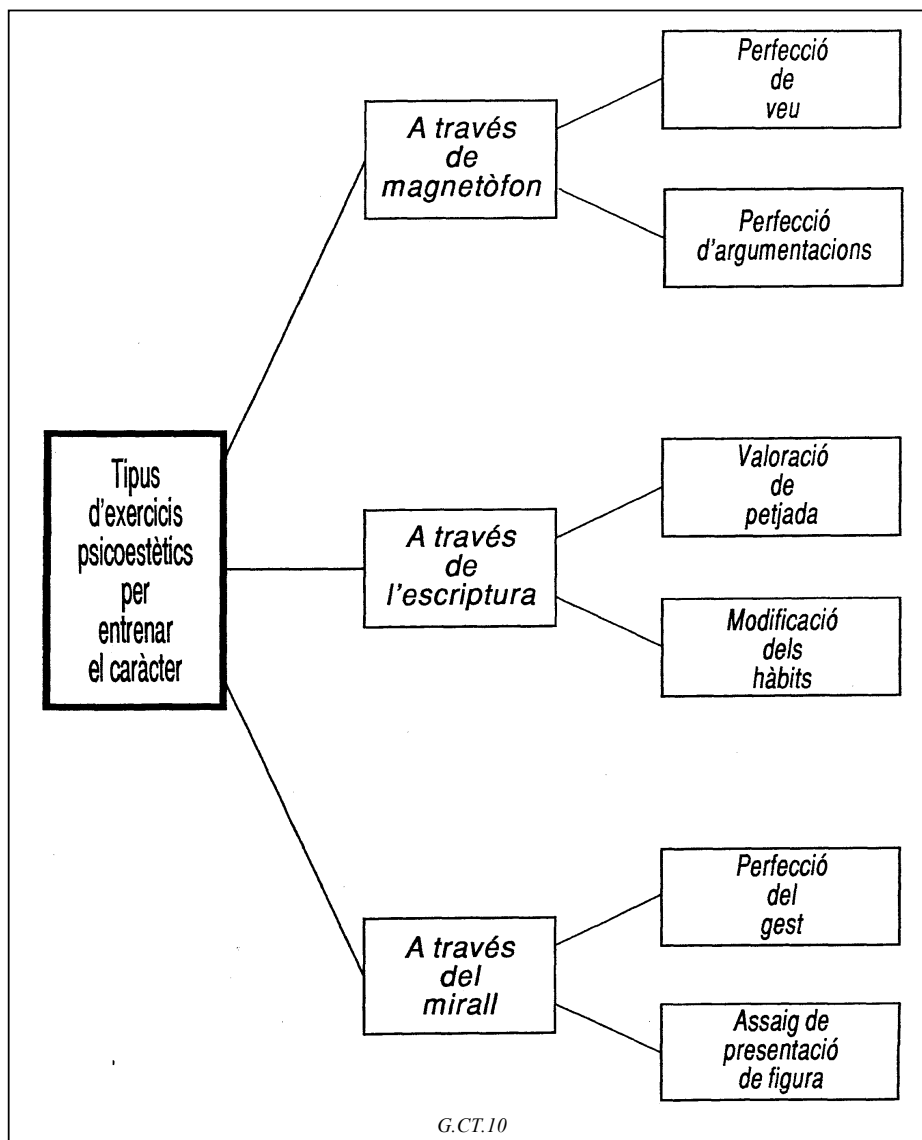 Tipus
d'exercicis
psicoestètics
per
entrenar
el caràcter
A través
de
magnetòfon
Perfecció
de
veu
Perfecció
d'argumentacions
A través
de
l'escriptura
Valoració
de
petjada
Modificació
dels
hàbits
A través
del
mirall
Perfecció
del
gest
Assaig de
presentació
de figura
G.CT.10